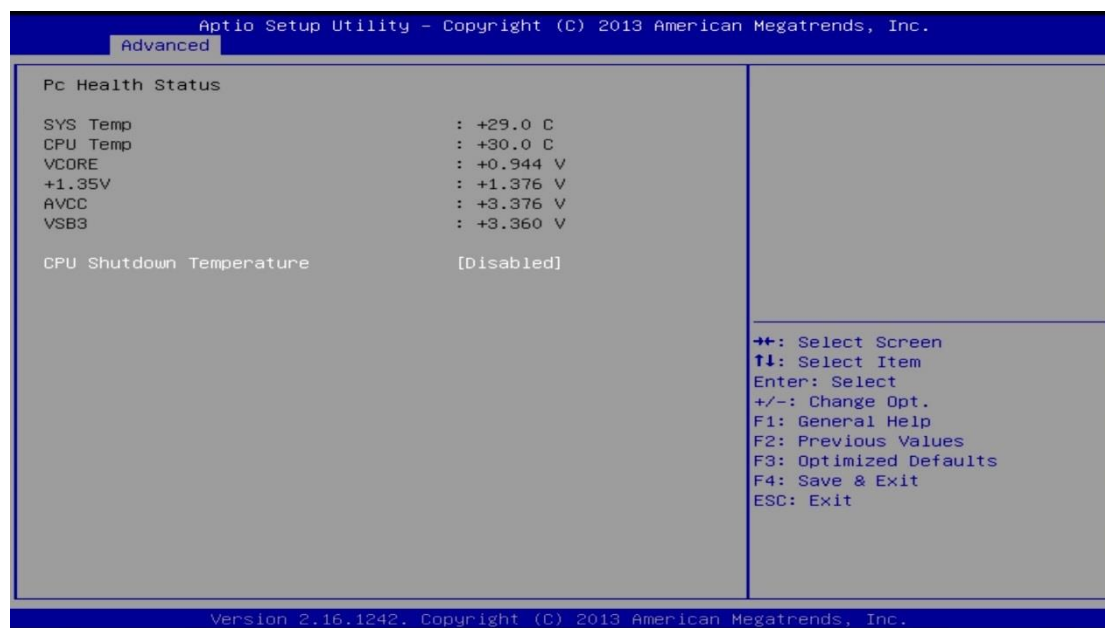 Aptio Setup Utility – Copyright (C) 2013 American Megatrends, Inc.
Advanced
Pc Health Status
SYS Temp : +29.0 C
CPU Temp : +30.0 C
VCORE : +0.944 V
+1.35V : +1.376 V
AVCC : +3.376 V
VSB3 : +3.360 V
CPU Shutdown Temperature [Disabled]
→←: Select Screen
↑↓: Select Item
Enter: Select
+/-: Change Opt.
F1: General Help
F2: Previous Values
F3: Optimized Defaults
F4: Save & Exit
ESC: Exit
Version 2.16.1242. Copyright (C) 2013 American Megatrends, Inc.